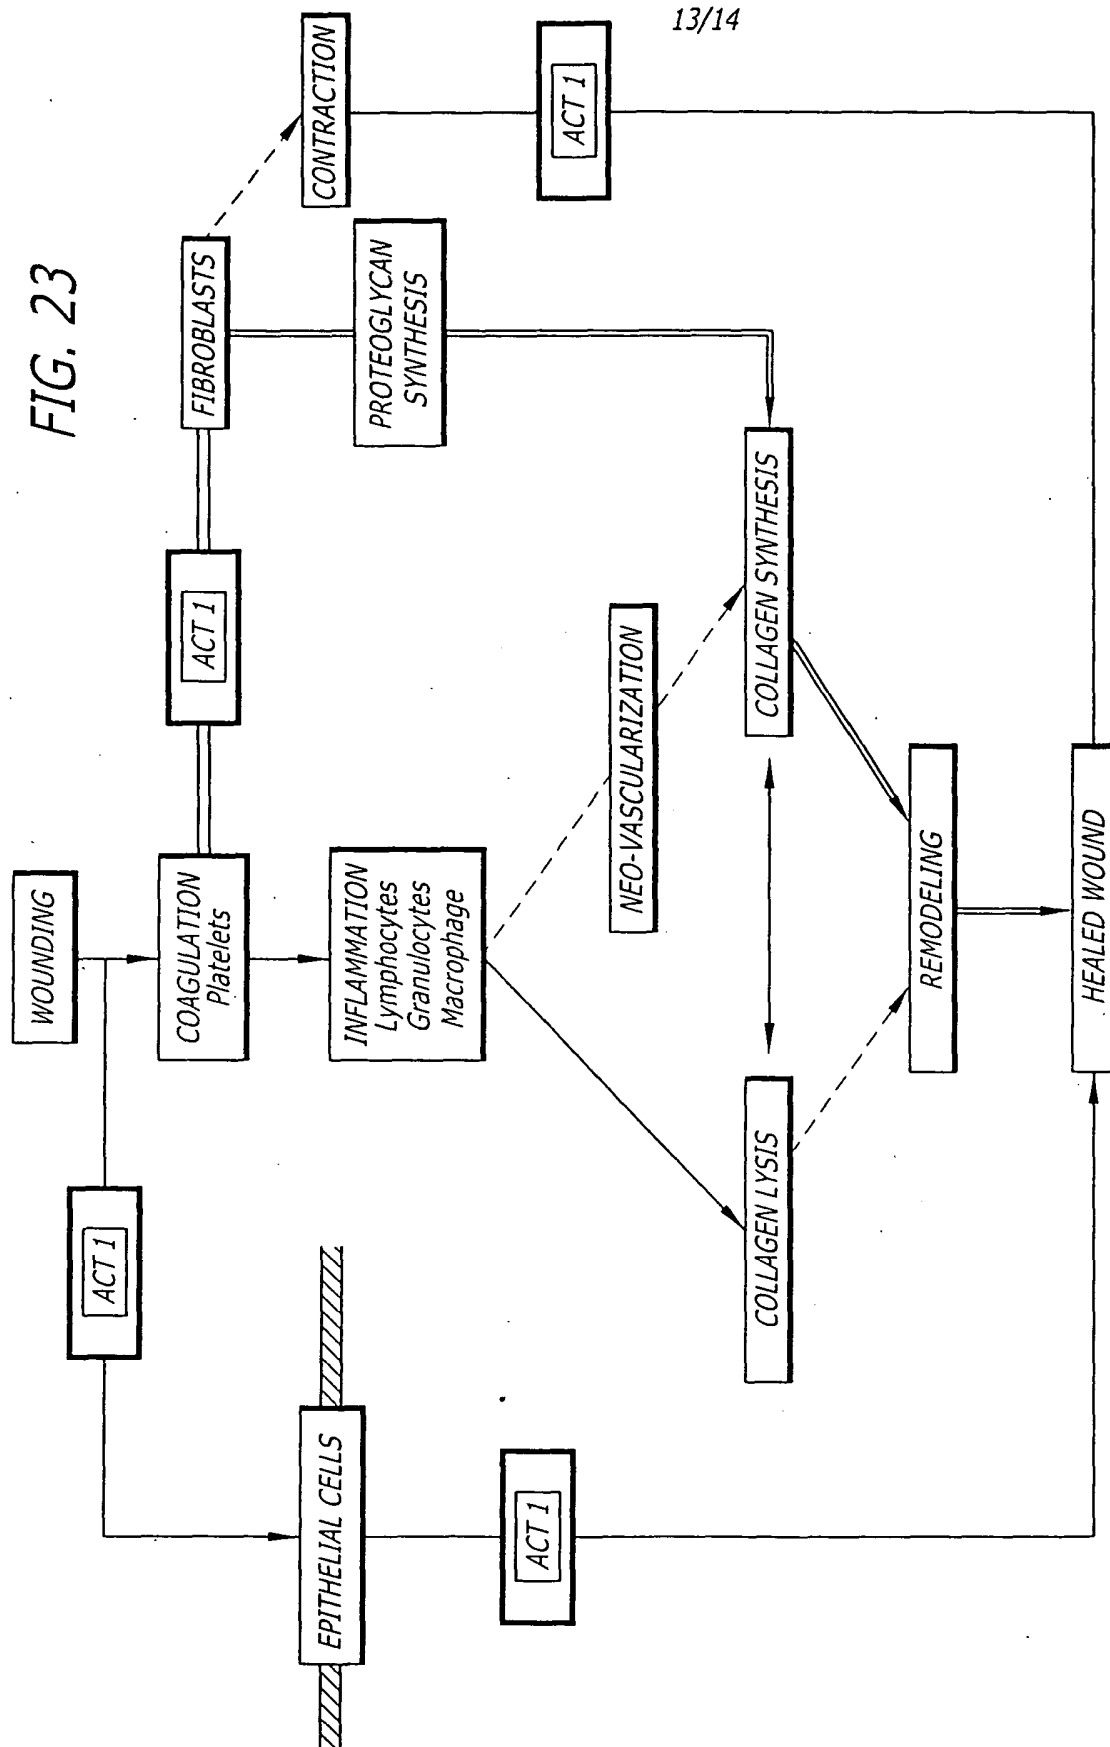 13/14
FIG. 23
WOUNDING
ACT 1
COAGULATION
Platelets
ACT 1
FIBROBLASTS
EPITHELIAL CELLS
INFLAMMATION
Lymphocytes
Granulocytes
Macrophage
PROTEOGLYCAN
SYNTHESIS
CONTRACTION
ACT 1
NEO-VASCULARIZATION
ACT 1
COLLAGEN LYSIS
COLLAGEN SYNTHESIS
REMODELING
HEALED WOUND